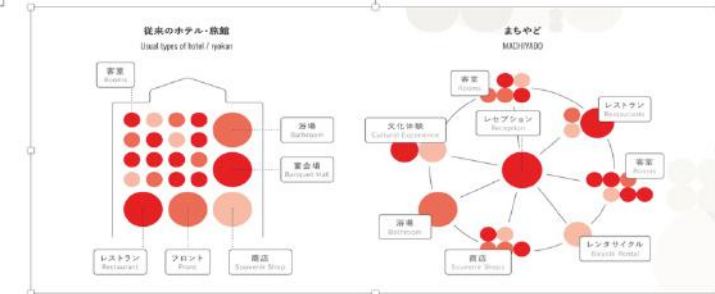 従来のホテル・旅館
Usual types of hotel / ryokan
客室
Rooms
浴場
Bathroom
宴会場
Banquet Hall
レストラン
Restaurant
フロント
Front
商店
Souvenir Shop
まちやど
MACHIYADO
客室
Rooms
レストラン
Restaurants
文化体験
Cultural Experience
レセプション
Reception
客室
Rooms
浴場
Bathroom
商店
Souvenir Shops
レンタサイクル
Bicycle Rental